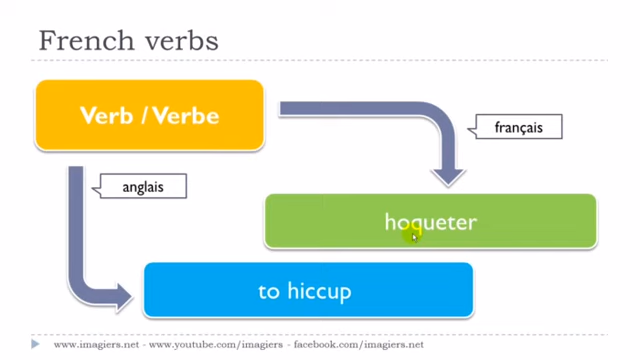 French verbs
Verb / Verbe
français
anglais
hoqueter
to hiccup
www.imagiers.net - www.youtube.com/imagiers - facebook.com/imagiers.net